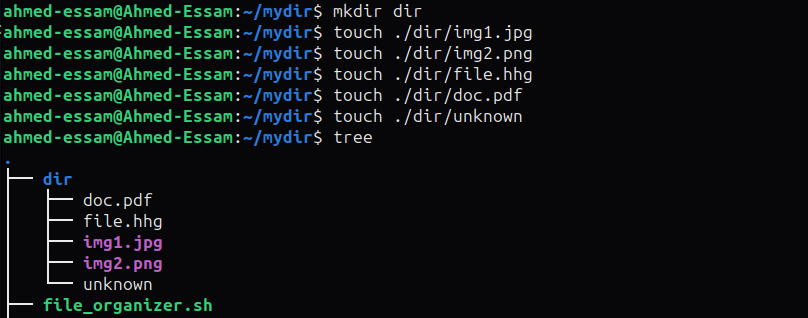 ahmed-essam@Ahmed-Essam:~/mydir$ mkdir dir
ahmed-essam@Ahmed-Essam:~/mydir$ touch ./dir/img1.jpg
ahmed-essam@Ahmed-Essam:~/mydir$ touch ./dir/img2.png
ahmed-essam@Ahmed-Essam:~/mydir$ touch ./dir/file.hhg
ahmed-essam@Ahmed-Essam:~/mydir$ touch ./dir/doc.pdf
ahmed-essam@Ahmed-Essam:~/mydir$ touch ./dir/unknown
ahmed-essam@Ahmed-Essam:~/mydir$ tree
.
├── dir
│   ├── doc.pdf
│   ├── file.hhg
│   ├── img1.jpg
│   ├── img2.png
│   └── unknown
├── file_organizer.sh